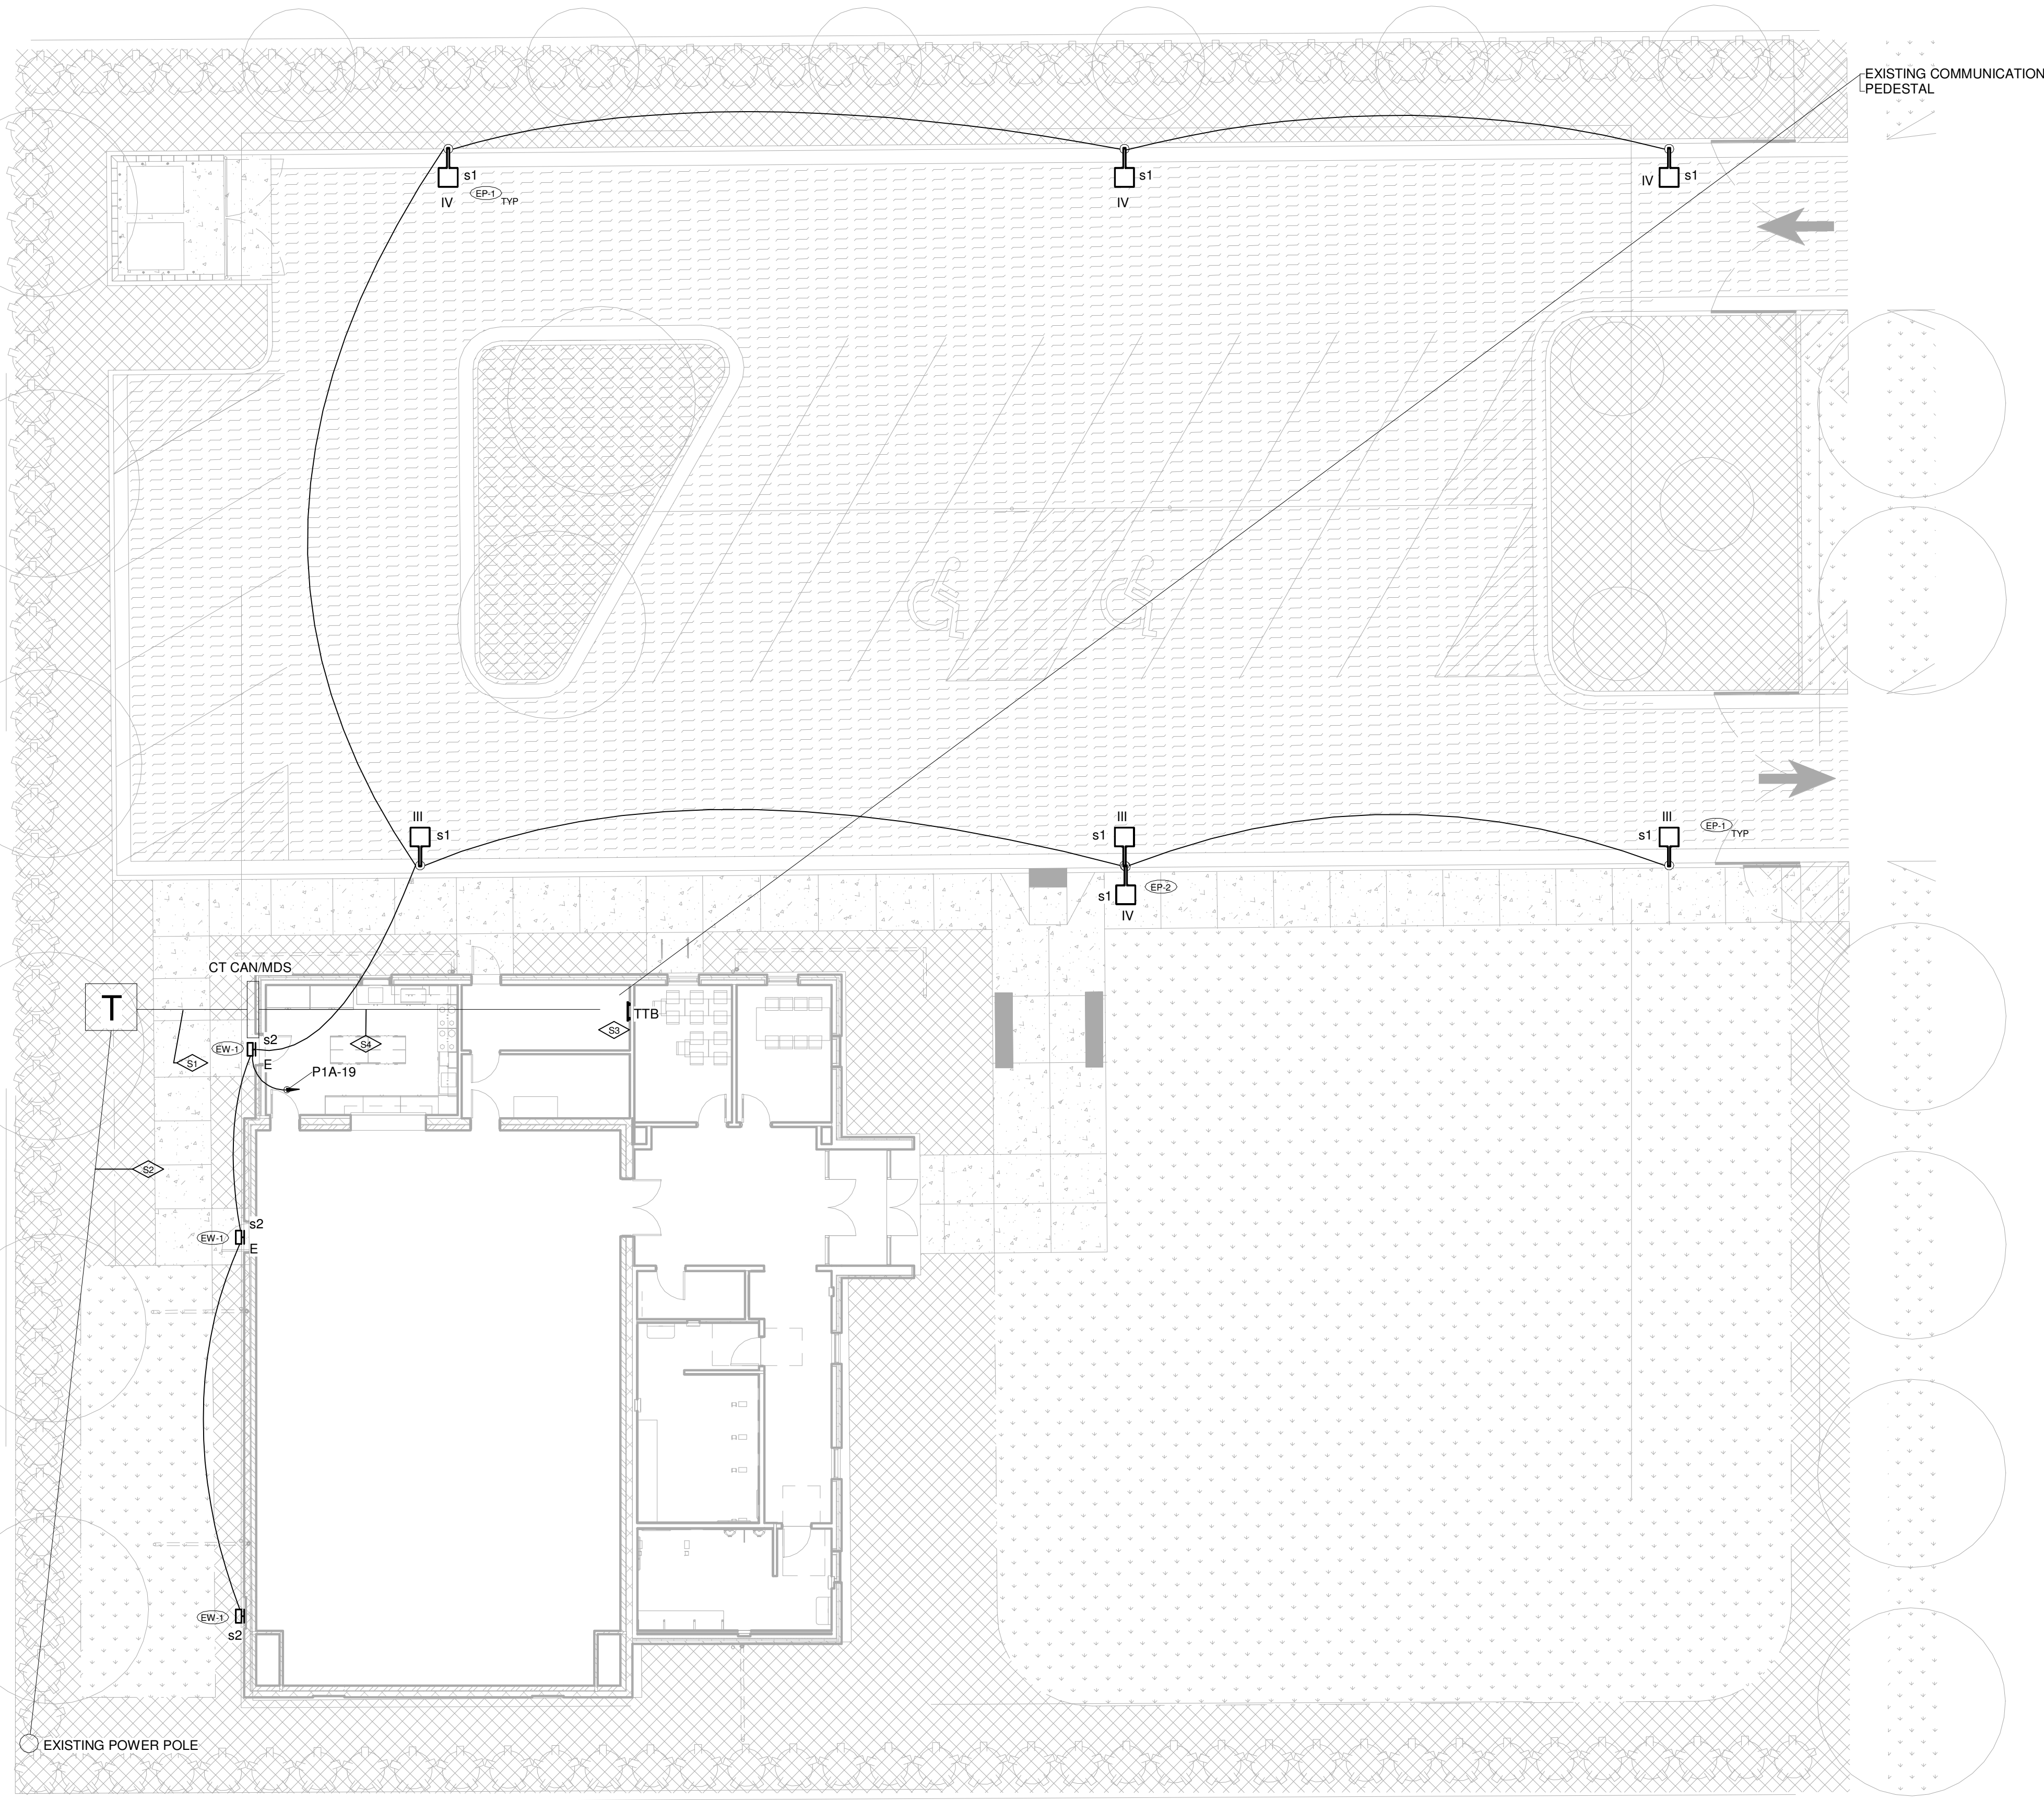 EXISTING COMMUNICATION
PEDESTAL
s1
s1
s1
IV
EP-1
TYP
IV
IV
III
III
III
s1
s1
s1
EP-1
TYP
s1
EP-2
IV
CT CAN/MDS
T
TTB
S3
s2
EW-1
S4
S1
E
P1A-19
S2
s2
EW-1
E
EW-1
s2
EXISTING POWER POLE